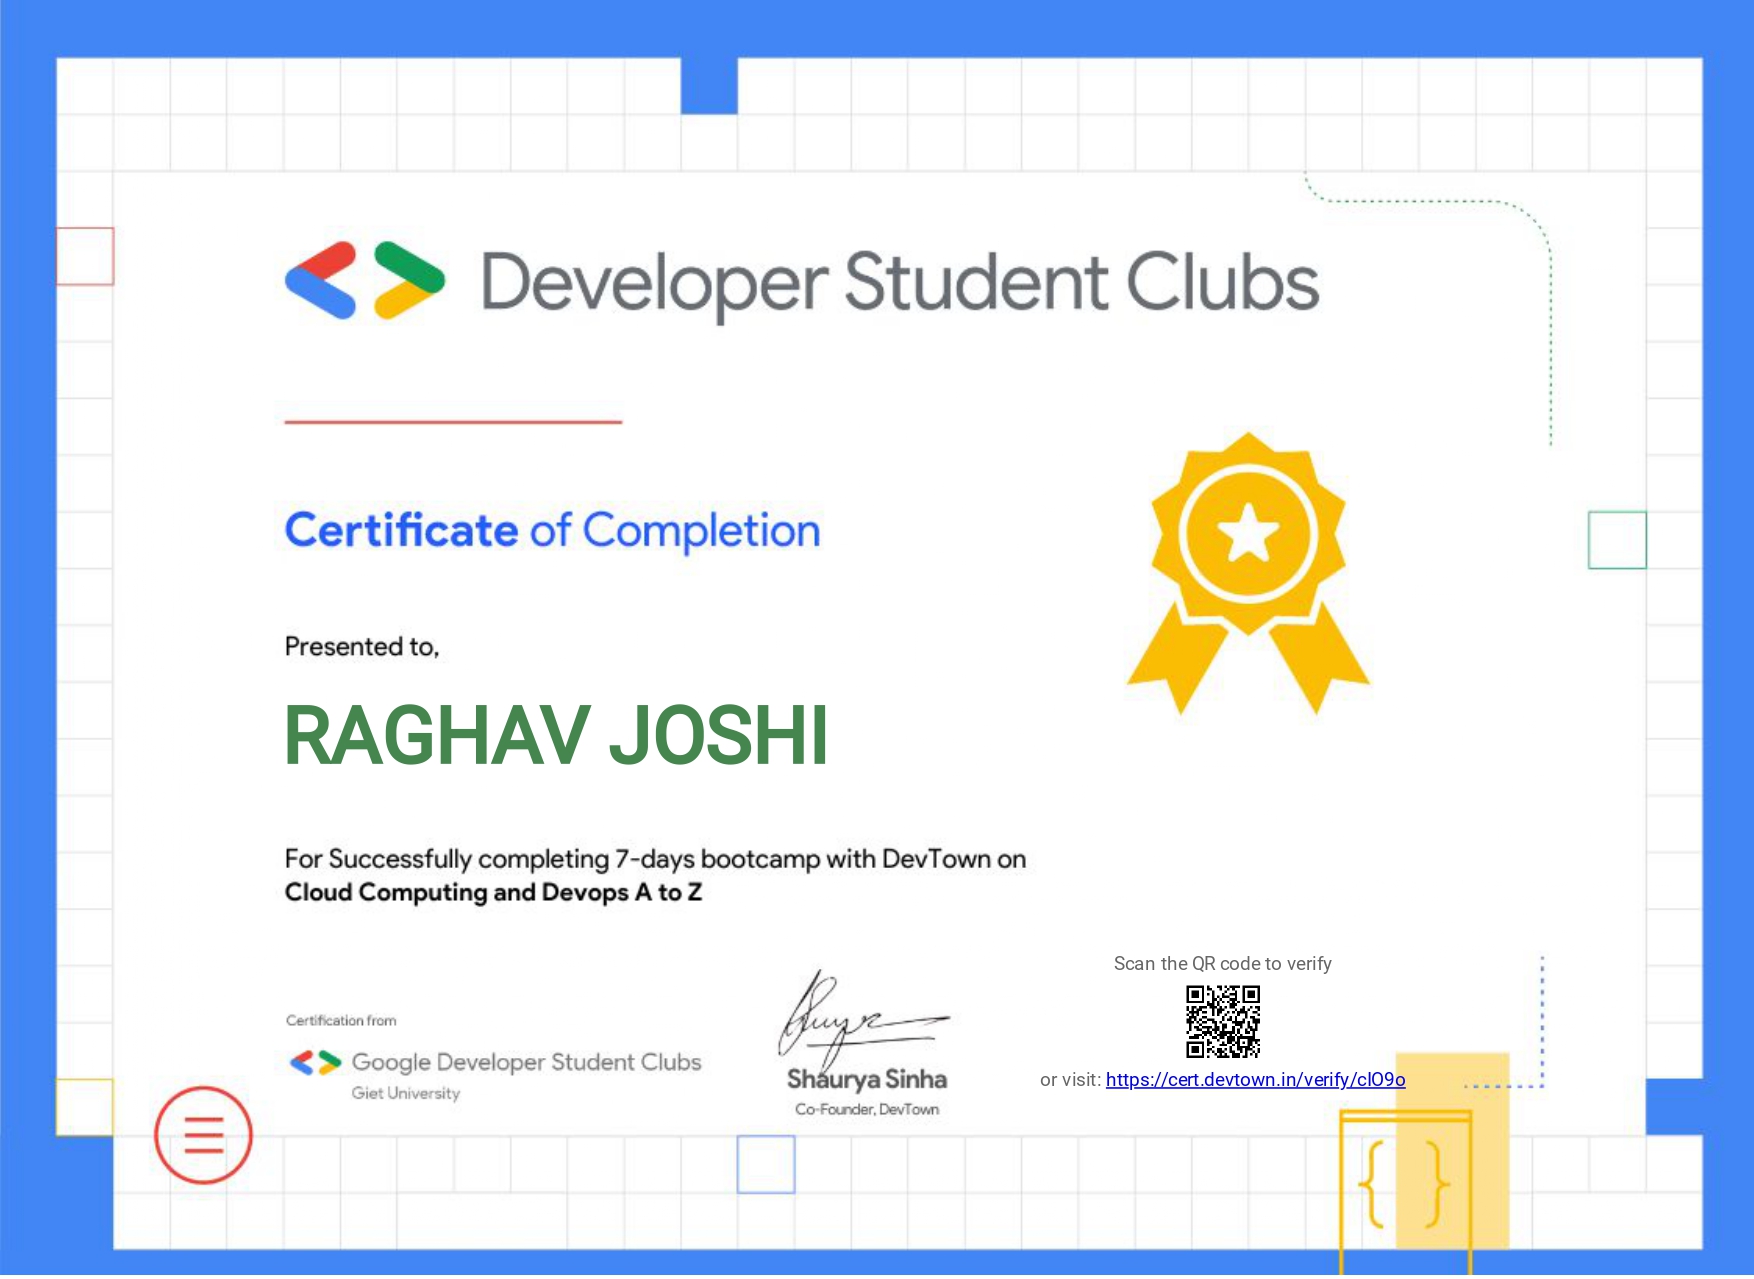 Developer Student Clubs
Certificate of Completion
Presented to,
RAGHAV JOSHI
For Successfully completing 7-days bootcamp with DevTown on
Cloud Computing and Devops A to Z
Scan the QR code to verify
Certification from
Google Developer Student Clubs
Giet University
Shaurya Sinha
Co-Founder, DevTown
or visit: https://cert.devtown.in/verify/clO9o
{ }